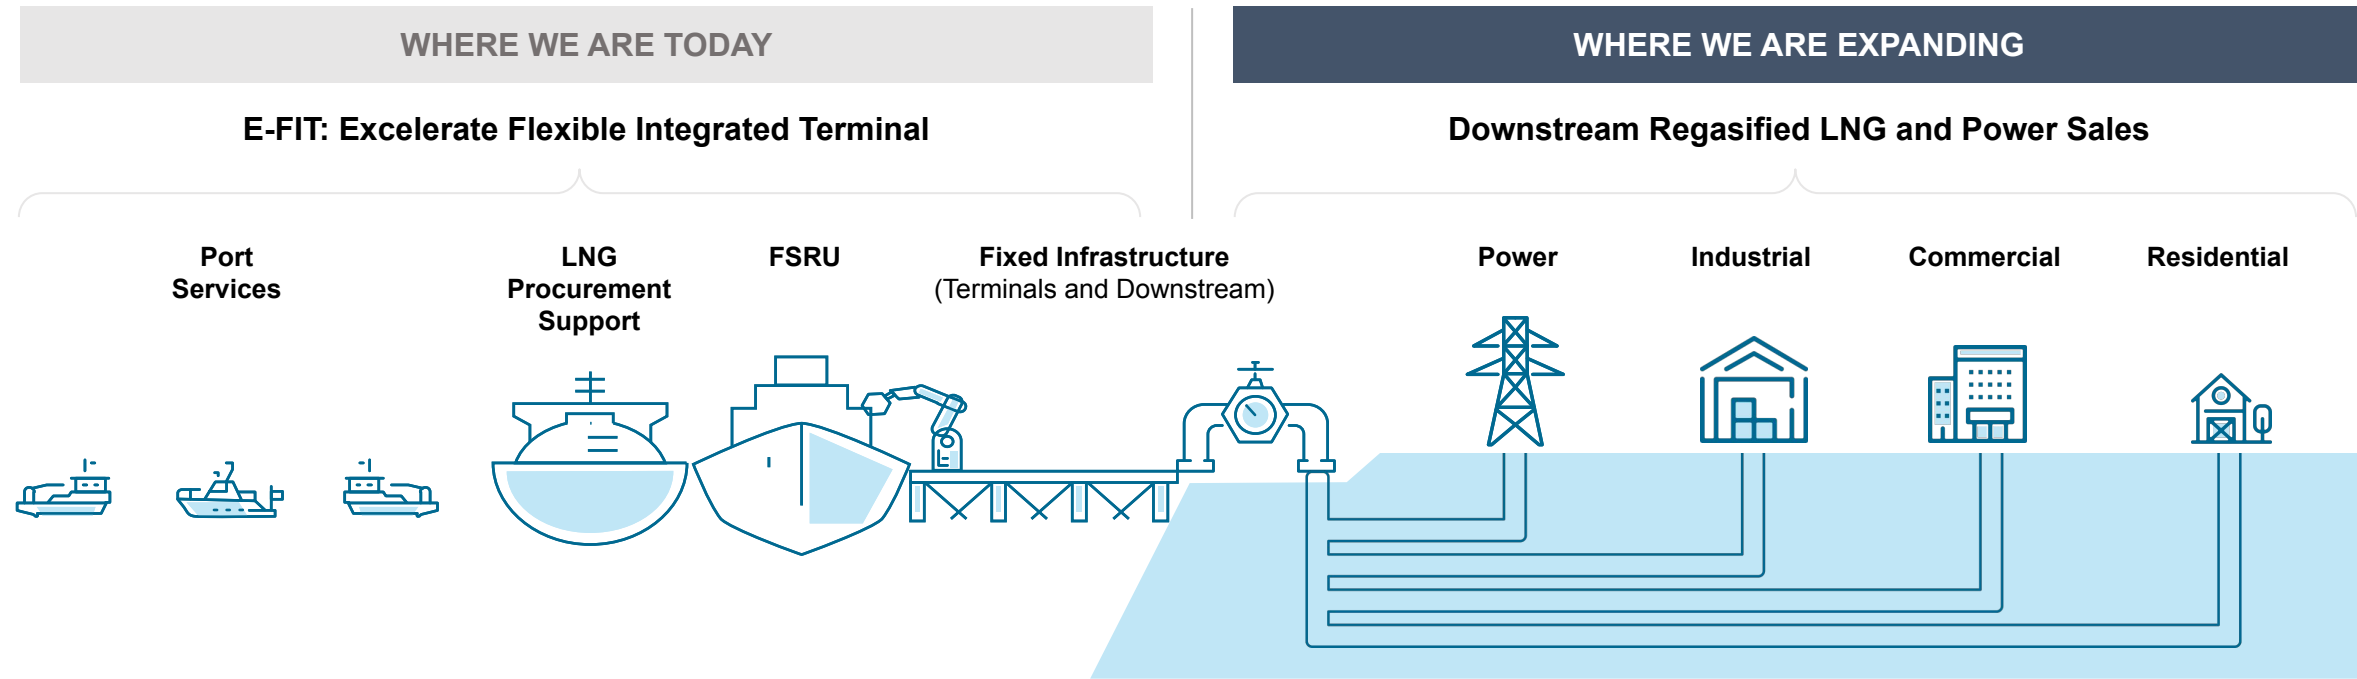 WHERE WE ARE TODAY
WHERE WE ARE EXPANDING
E-FIT: Excelerate Flexible Integrated Terminal
Downstream Regasified LNG and Power Sales
Port
Services
LNG
Procurement
Support
FSRU
Fixed Infrastructure
(Terminals and Downstream)
Power
Industrial
Commercial
Residential